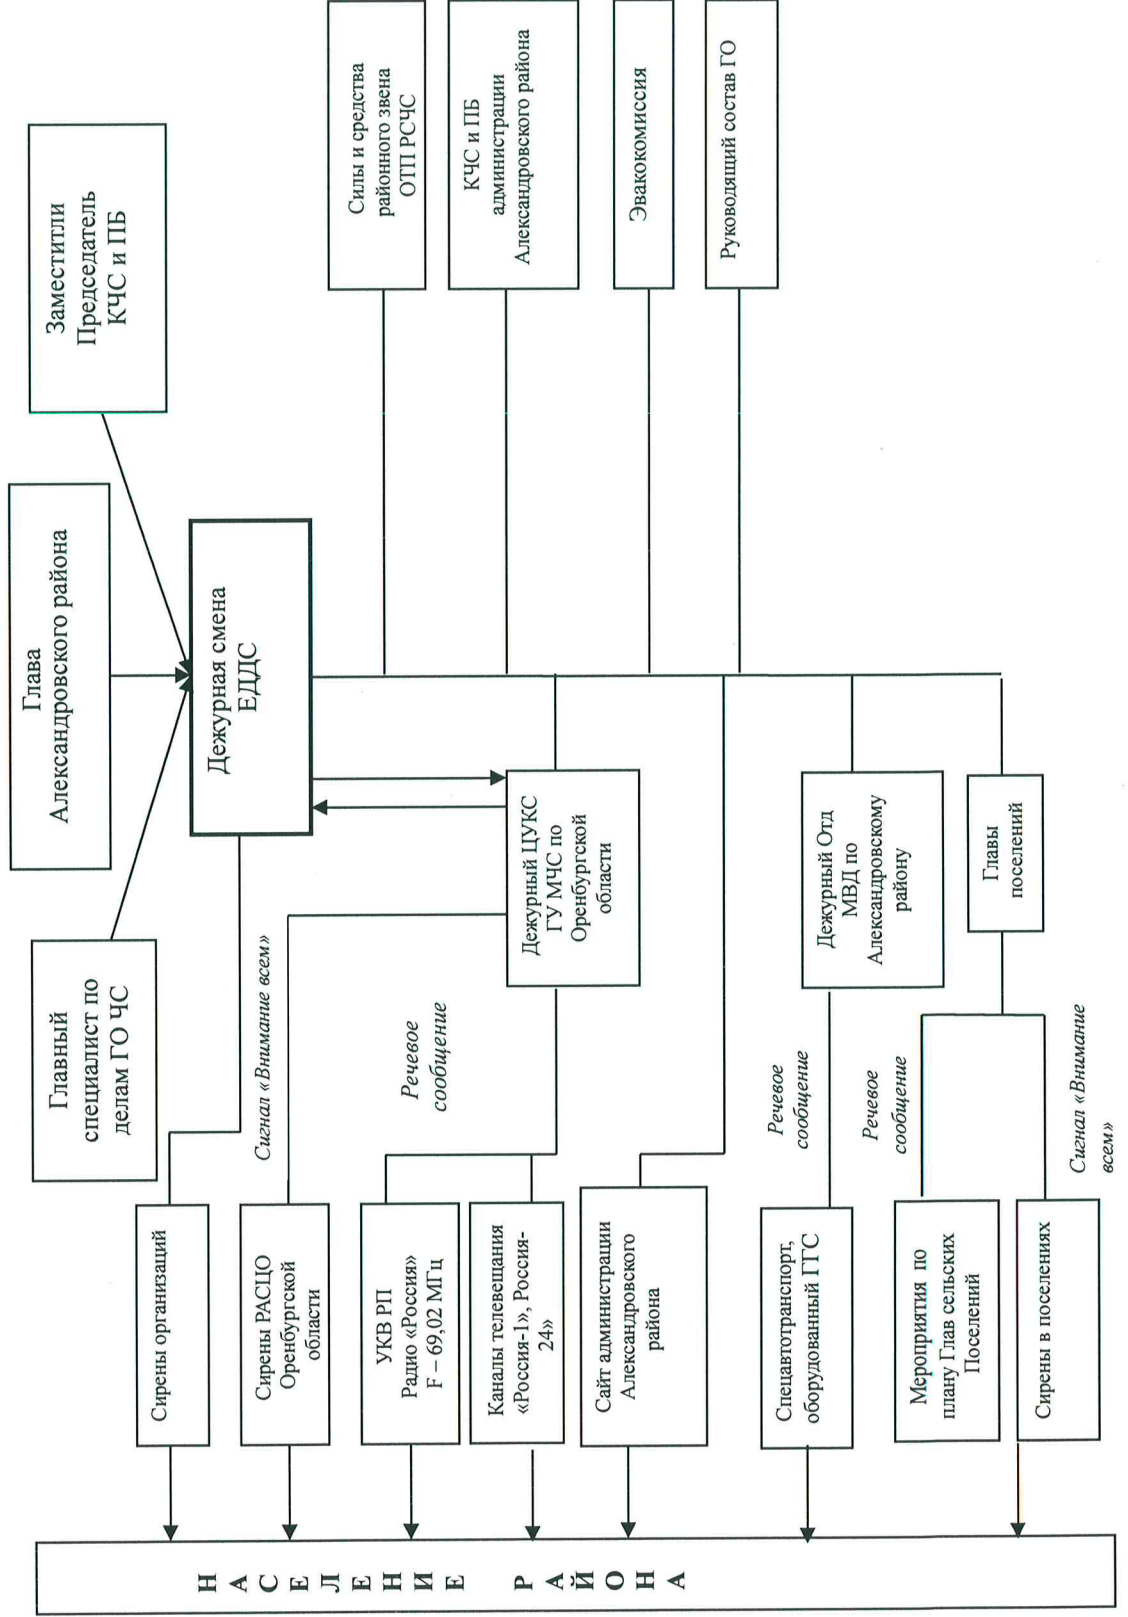 Главный
специалист по
делам ГО ЧС
Глава
Александровского района
Заместитли
Председатель
КЧС и ПБ
Дежурная смена
ЕДДС
Сигнал «Внимание всем»
Речевое
сообщение
Дежурный ЦУКС
ГУ МЧС по
Оренбургской
области
Силы и средства
районного звена
ОТП РСЧС
КЧС и ПБ
администрации
Александровского района
Эвакокомиссия
Руководящий состав ГО
Речевое
сообщение
Дежурный Отд
МВД по
Александровскому
району
Речевое
сообщение
Главы
поселений
Сигнал «Внимание
всем»
Сирены организаций
Сирены РАСЦО
Оренбургской
области
УКВ РП
Радио «Россия»
F – 69,02 МГц
Каналы телевещания
«Россия-1», Россия-
24»
Сайт администрации
Александровского
района
Спецавтотранспорт,
оборудованный ГГС
Мероприятия по
плану Глав сельских
Поселений
Сирены в поселениях
НАСЕЛЕНИЕ РАЙОНА